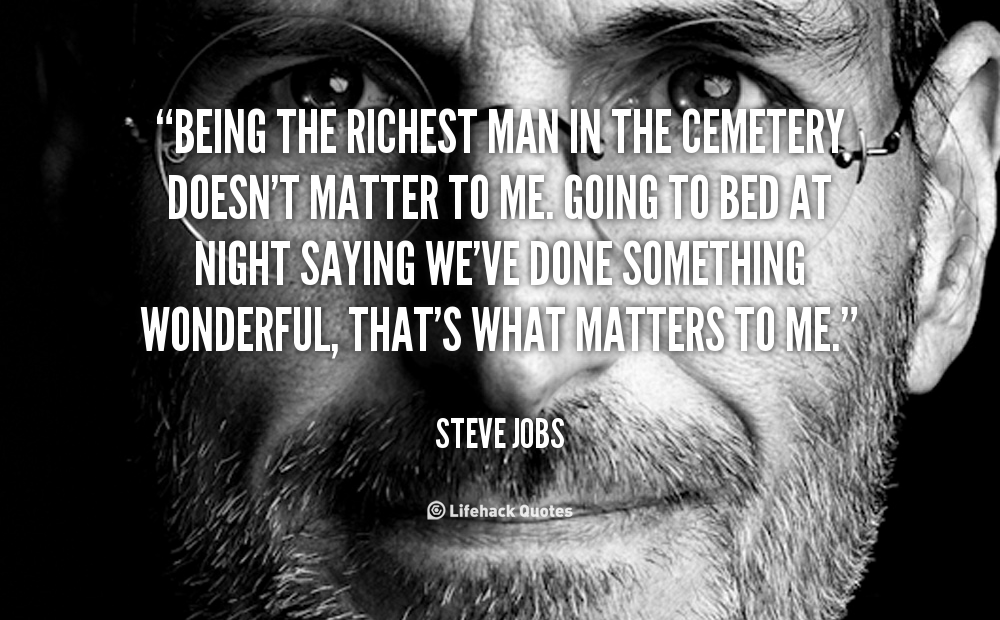 “BEING THE RICHEST MAN IN THE CEMETERY
DOESN’T MATTER TO ME. GOING TO BED AT
NIGHT SAYING WE’VE DONE SOMETHING
WONDERFUL, THAT’S WHAT MATTERS TO ME.”
STEVE JOBS
Lifehack Quotes